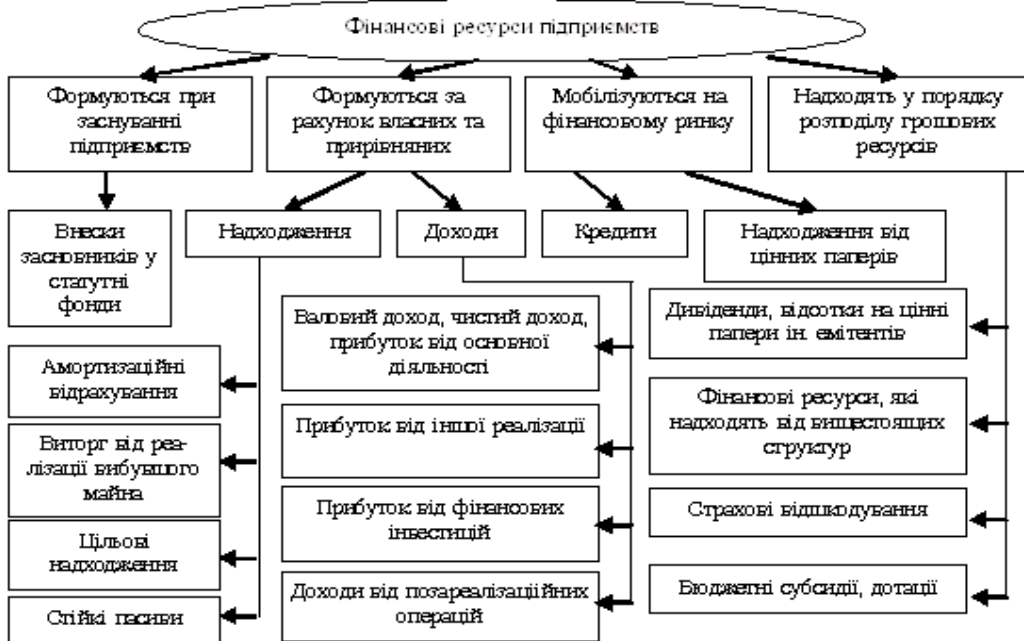 Фінансові ресурси підприємств
Формуються при
заснуванні
підприємств
Формуються за
рахунок власних та
прирівняних
Мобілізуються на
фінансовому ринку
Надходять у порядку
розподілу грошових
ресурсів
Внески
засновників у
статутні
фонди
Надходження
Доходи
Кредити
Надходження від
цінних паперів
Амортизаційні
відрахування
Виторг від реа-
лізації вибувшого
майна
Цільові
надходження
Стійкі пасиви
Валовий доход, чистий доход,
прибуток від основної
діяльності
Прибуток від іншої реалізації
Прибуток від фінансових
інвестицій
Доходи від позареалізаційних
операцій
Дивіденди, відсотки на цінні
папери ін. емітентів
Фінансові ресурси, які
надходять від вищестоящих
структур
Страхові відшкодування
Бюджетні субсидії, дотації